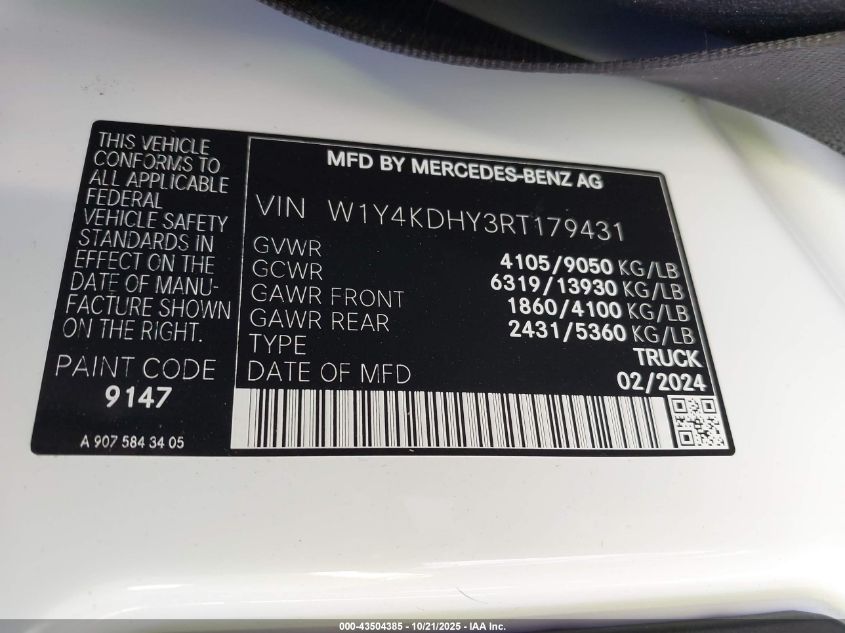 THIS VEHICLE
CONFORMS TO
ALL APPLICABLE
FEDERAL
VEHICLE SAFETY
STANDARDS IN
EFFECT ON THE
DATE OF MANU-
FACTURE SHOWN
ON THE RIGHT.
PAINT CODE
9147
A 907 584 34 05
MFD BY MERCEDES-BENZ AG
VIN W1Y4KDHY3RT179431
GVWR 4105/9050 KG/LB
GCWR 6319/13930 KG/LB
GAWR FRONT 1860/4100 KG/LB
GAWR REAR 2431/5360 KG/LB
TYPE TRUCK
DATE OF MFD 02/2024
000-43504385 - 10/21/2025 - IAA Inc.